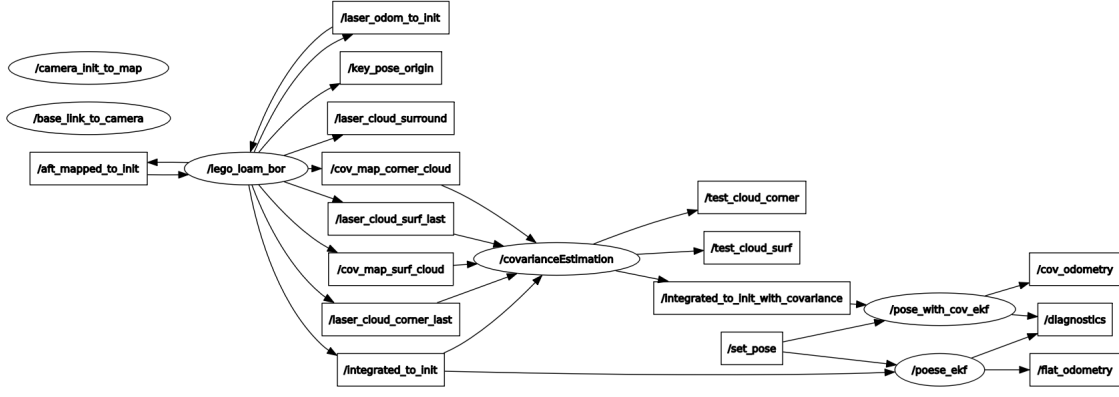 /laser_odom_to_init
/camera_init_to_map
/key_pose_origin
/base_link_to_camera
/laser_cloud_surround
/aft_mapped_to_init
/lego_loam_bor
/cov_map_corner_cloud
/laser_cloud_surf_last
/test_cloud_corner
/test_cloud_surf
/covarianceEstimation
/cov_map_surf_cloud
/cov_odometry
/integrated_to_init_with_covariance
/pose_with_cov_ekf
/laser_cloud_corner_last
/diagnostics
/set_pose
/integrated_to_init
/poese_ekf
/flat_odometry